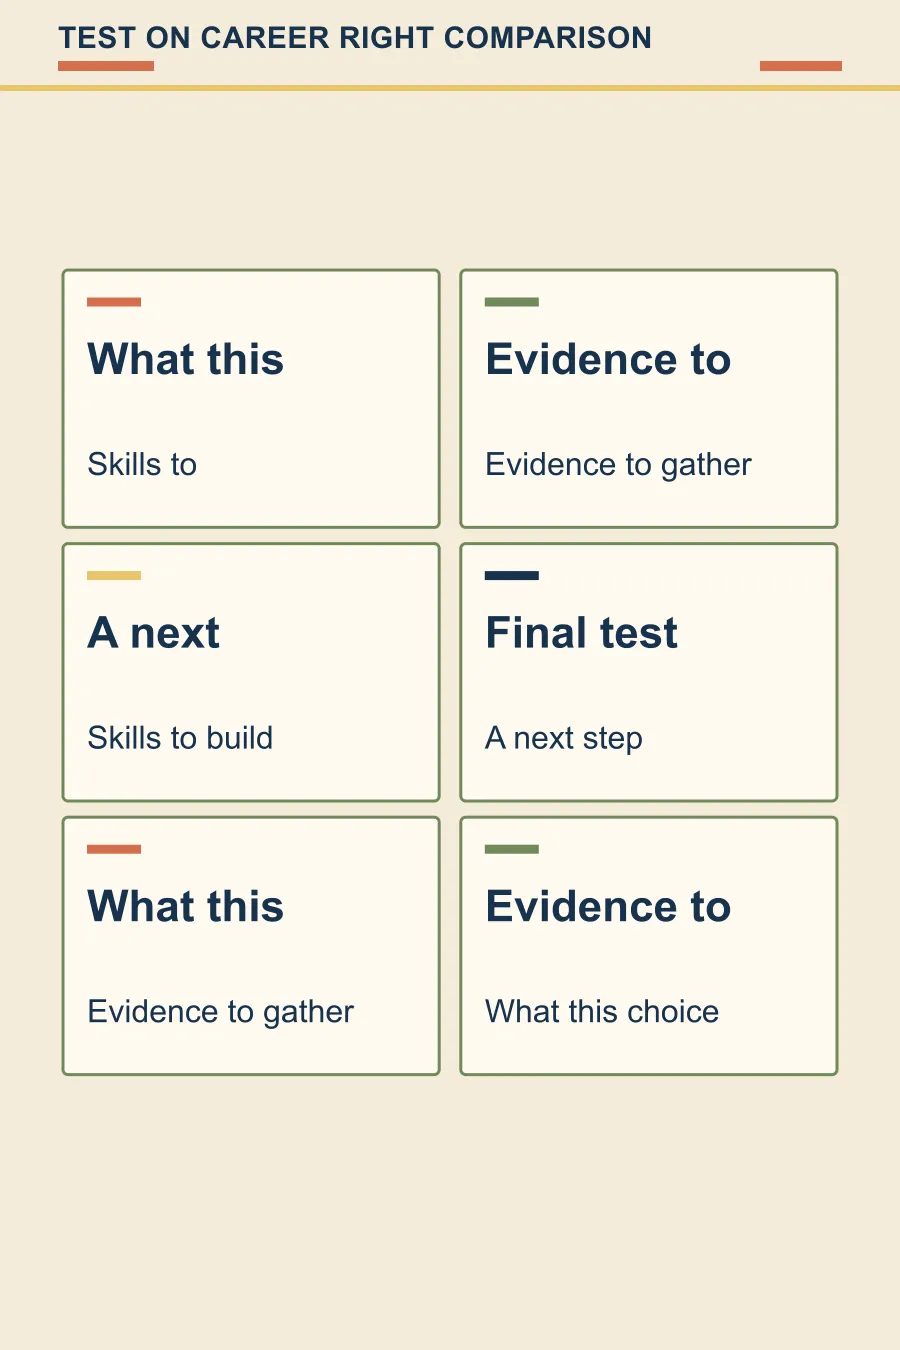 TEST ON CAREER RIGHT COMPARISON
What this
Skills to
Evidence to
Evidence to gather
A next
Skills to build
Final test
A next step
What this
Evidence to gather
Evidence to
What this choice